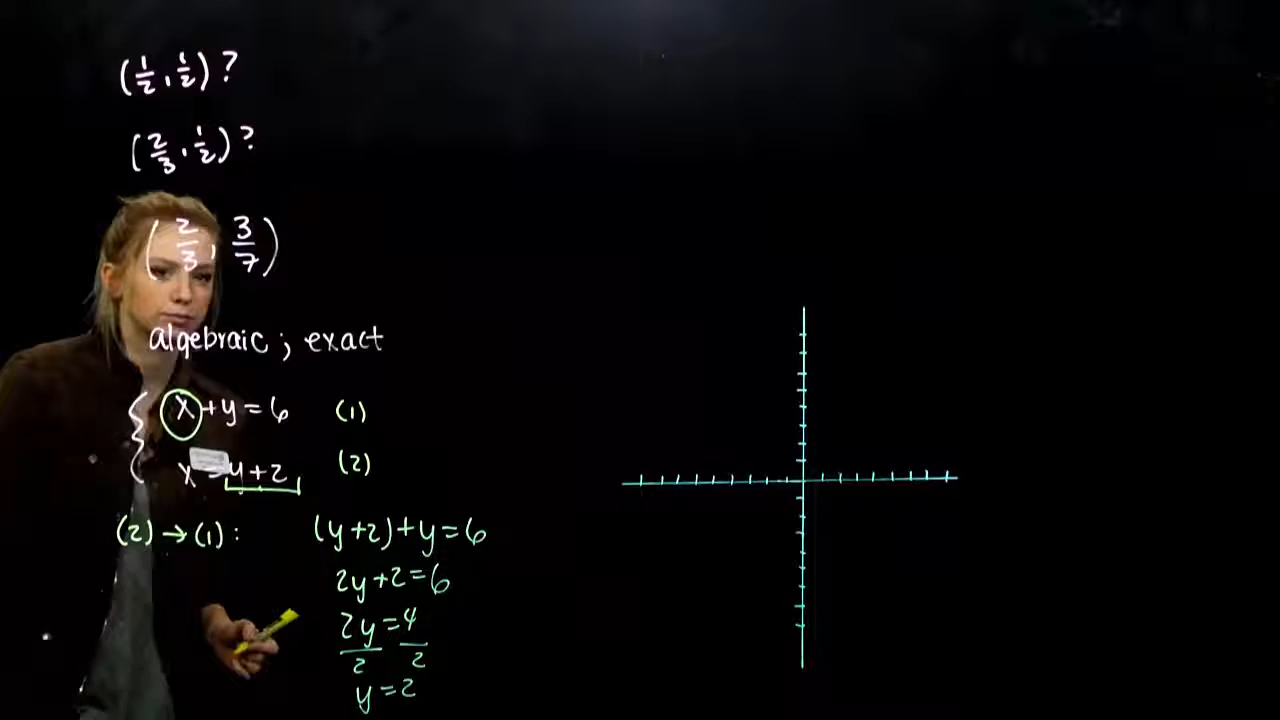 (1/2, 1/2)?
(2/3, 1/2)?
(2/3, 3/7)
algebraic; exact
x+y=6 (1)
x=y+2 (2)
(2)→(1): (y+2)+y=6
2y+2=6
2y/2=4/2
y=2